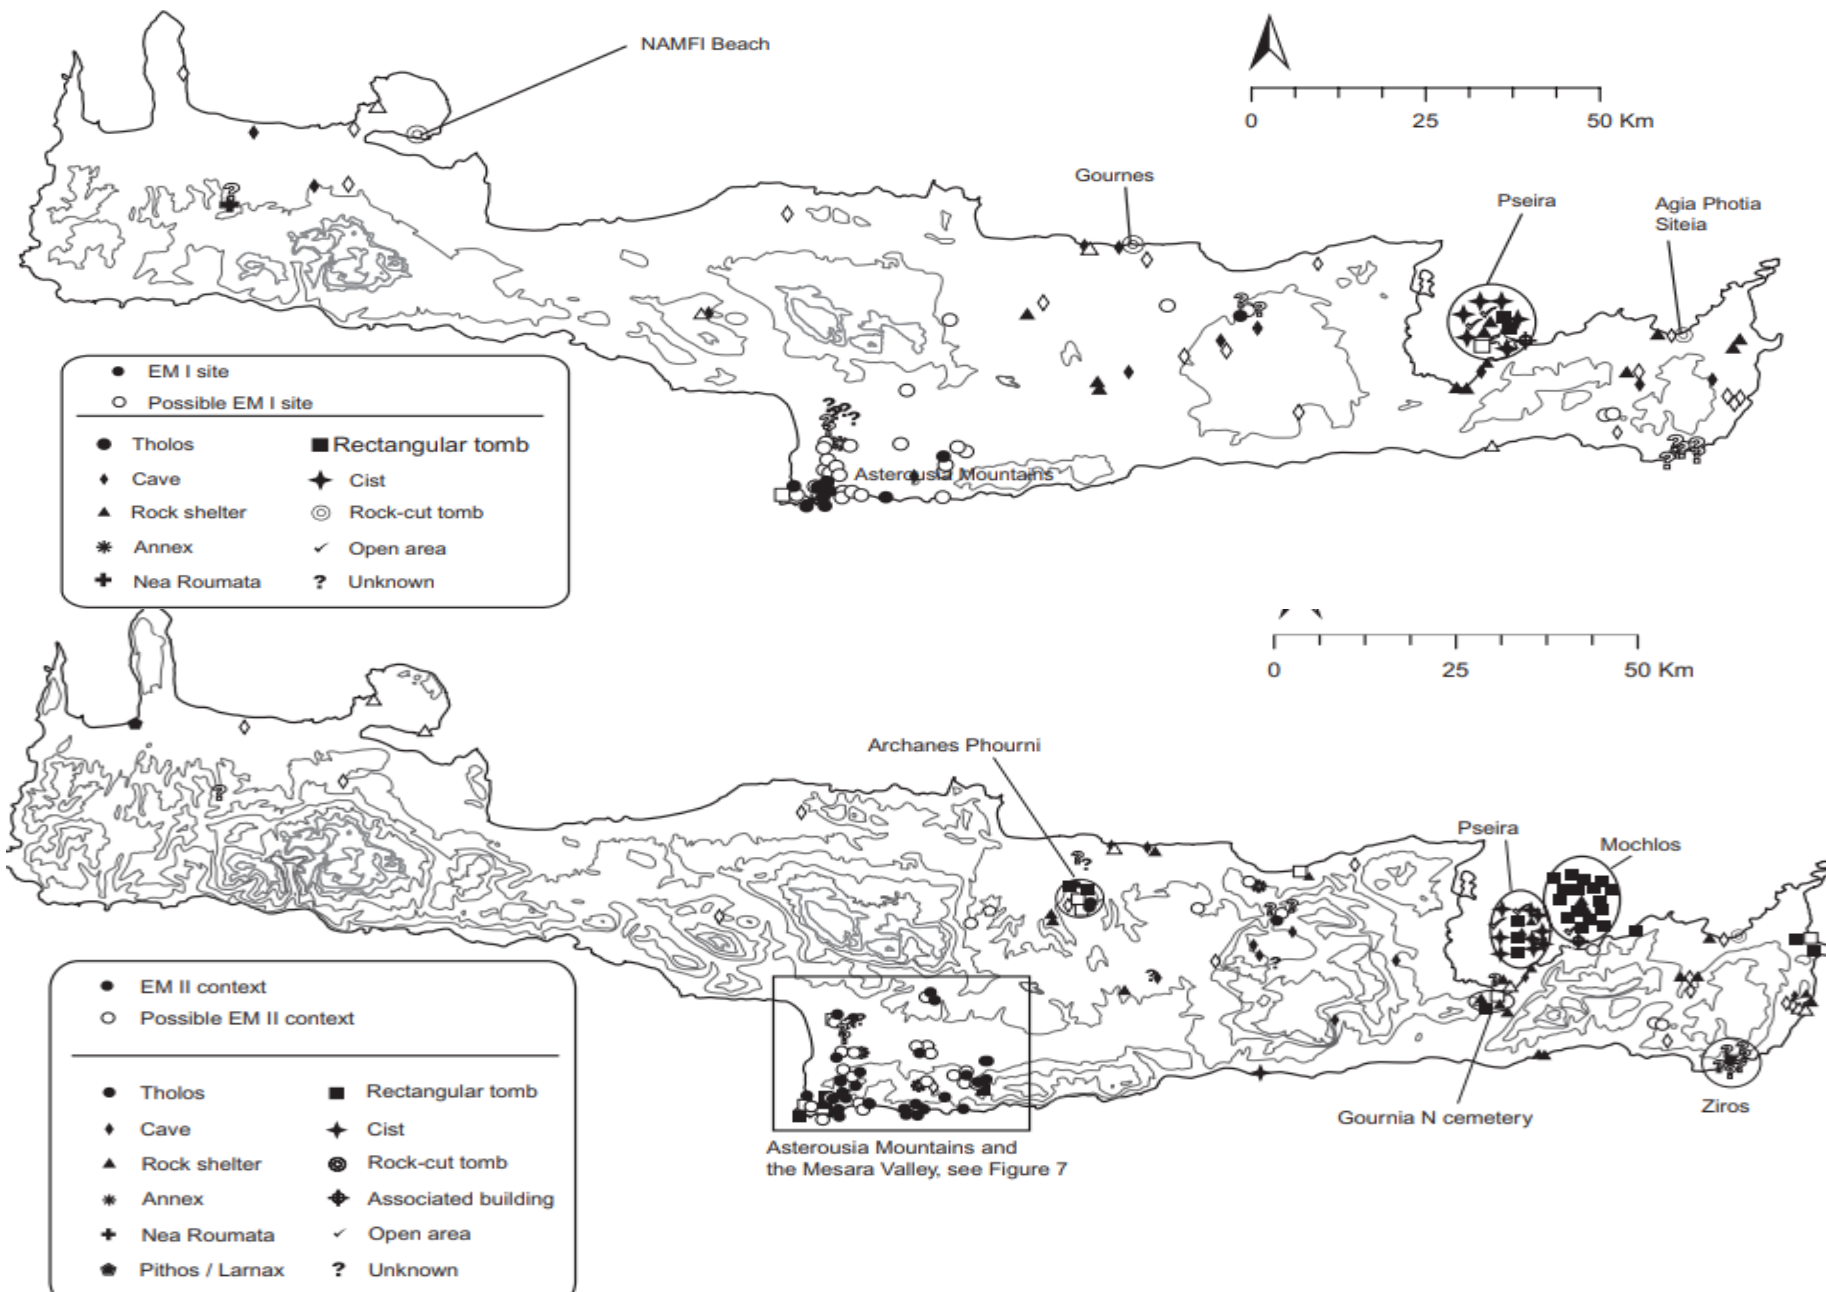 NAMFI Beach
0 25 50 Km
Gournes
Pseira
Agia Photia
Siteia
Asterousia Mountains
EM I site
Possible EM I site
Tholos
Rectangular tomb
Cave
Cist
Rock shelter
Rock-cut tomb
Annex
Open area
Nea Roumata
? Unknown
0 25 50 Km
Archanes Phourni
Pseira
Mochlos
Gournia N cemetery
Ziros
Asterousia Mountains and
the Mesara Valley, see Figure 7
EM II context
Possible EM II context
Tholos
Rectangular tomb
Cave
Cist
Rock shelter
Rock-cut tomb
Annex
Associated building
Nea Roumata
Open area
Pithos / Larnax
? Unknown